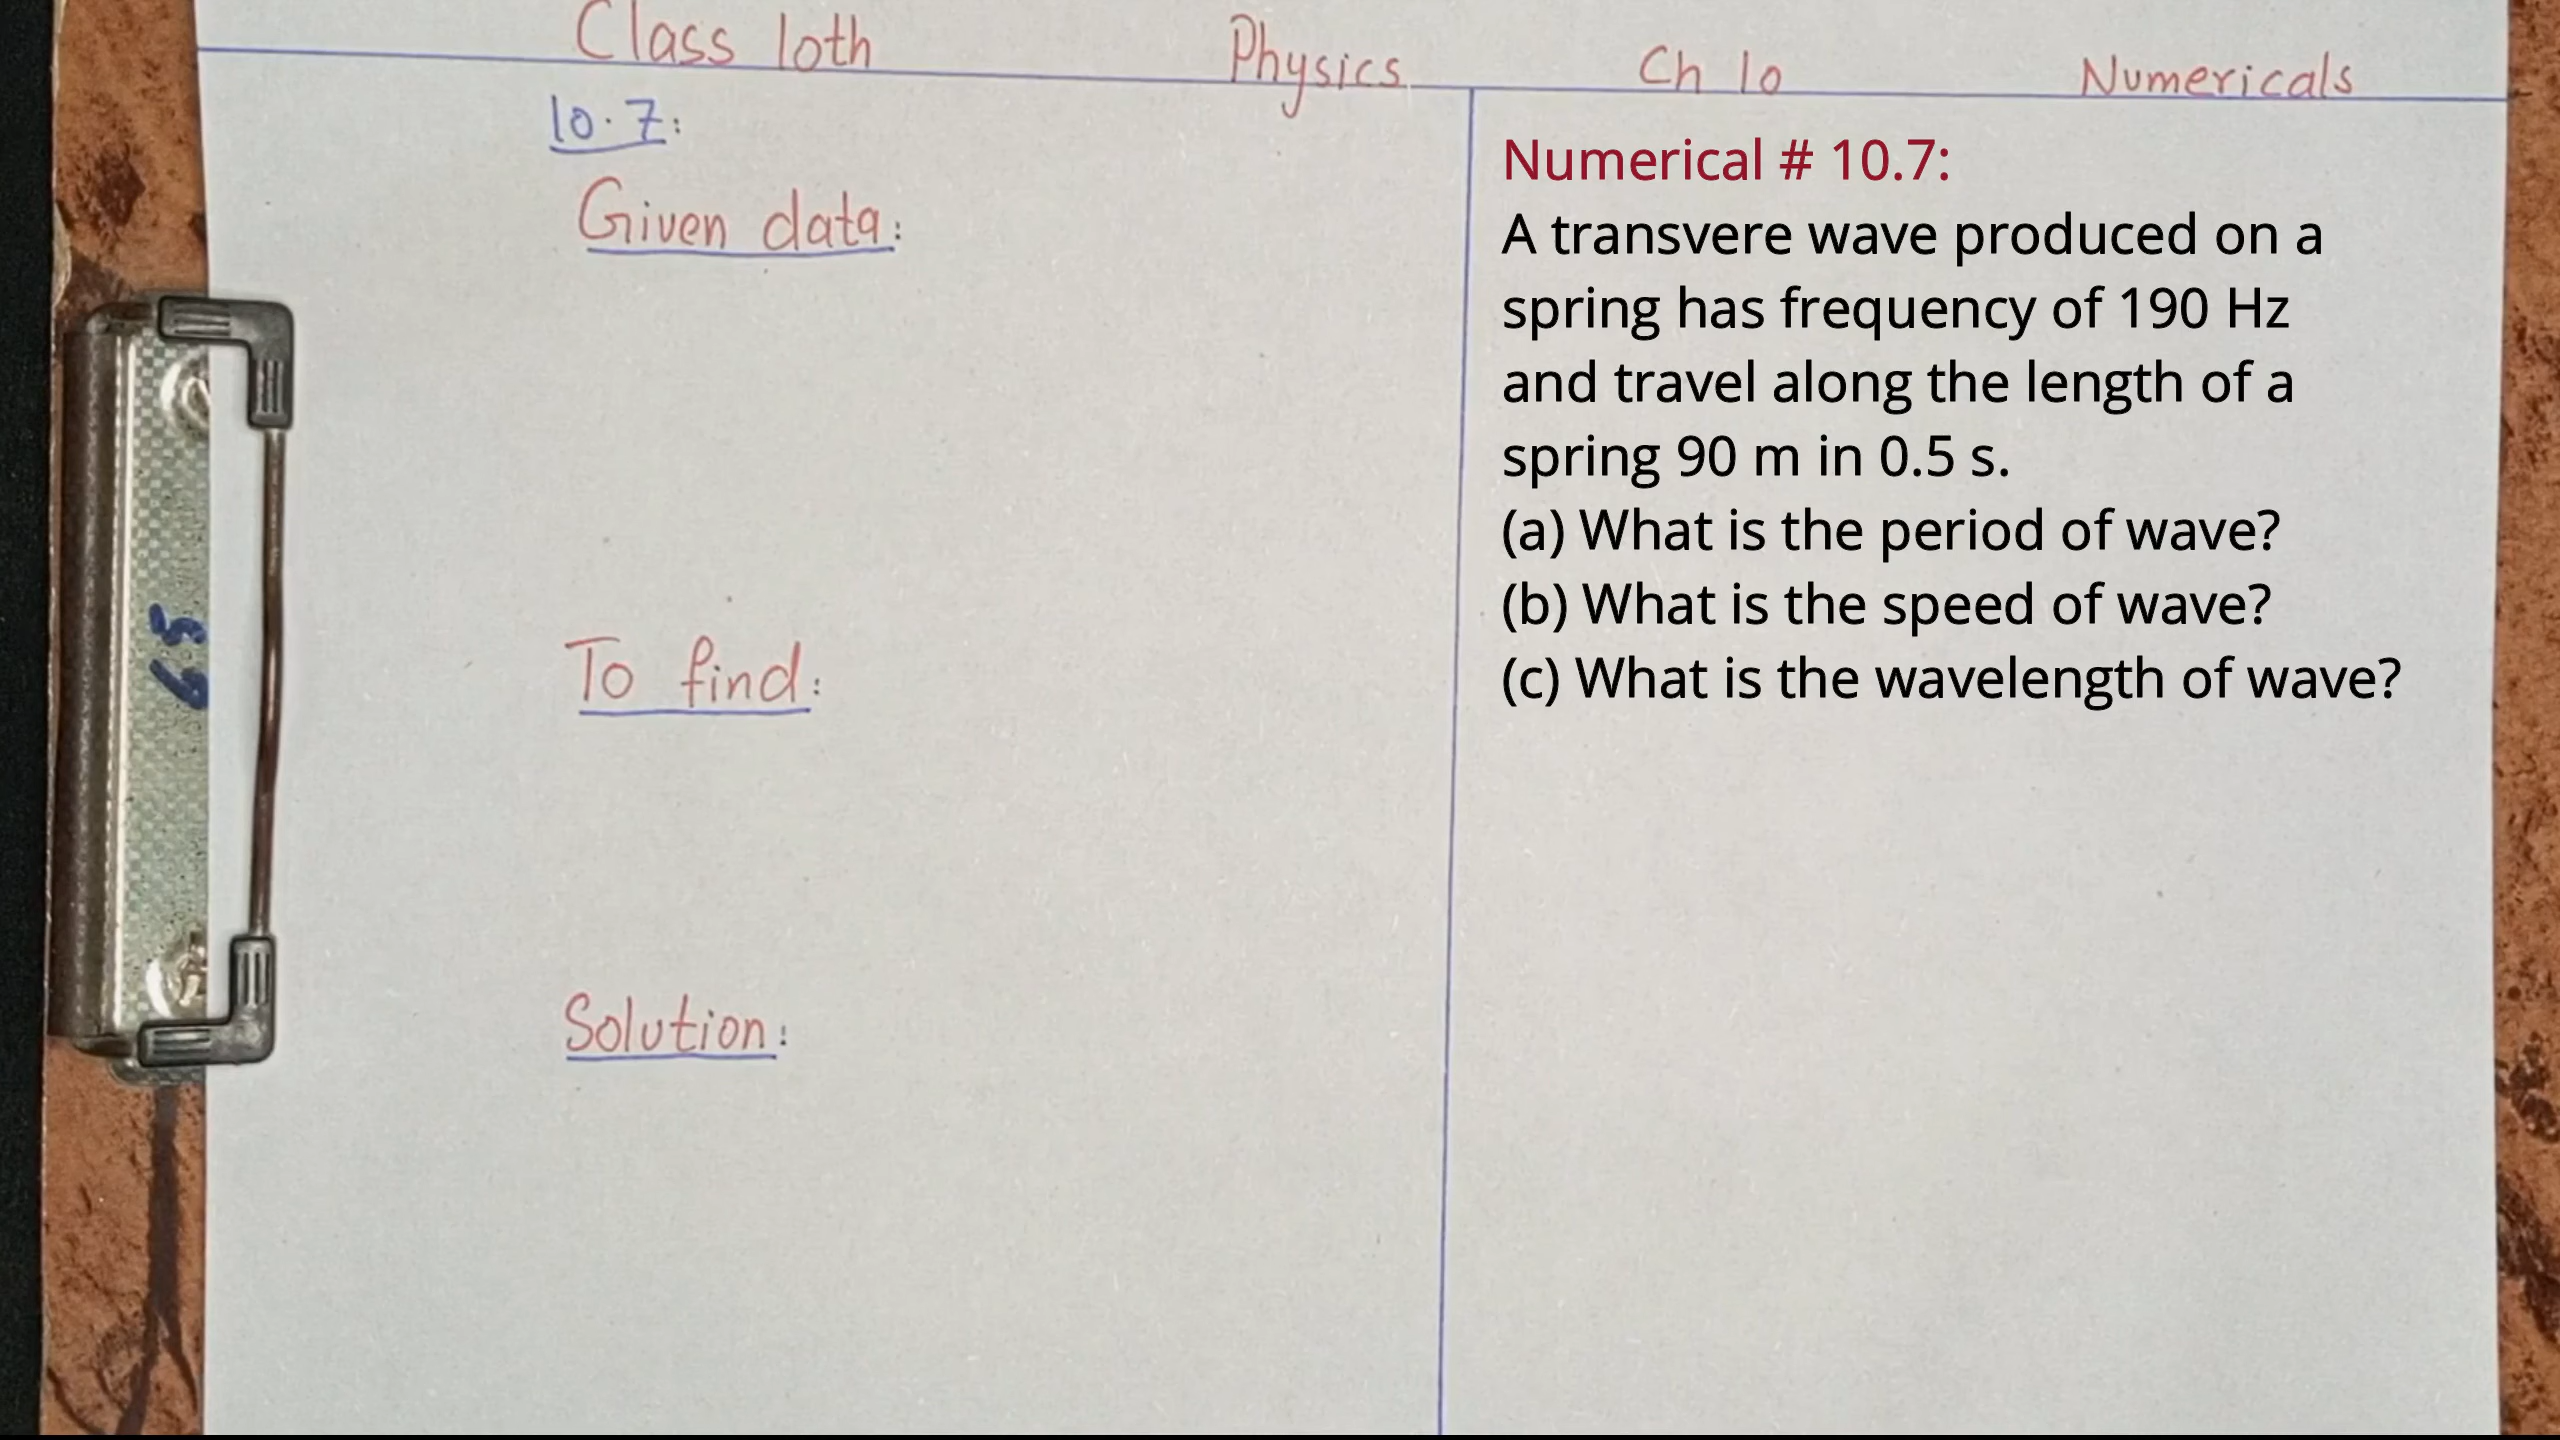 Class 10th Physics Ch 10 Numericals
10.7:
Given data:
To find:
Solution:
Numerical # 10.7:
A transvere wave produced on a
spring has frequency of 190 Hz
and travel along the length of a
spring 90 m in 0.5 s.
(a) What is the period of wave?
(b) What is the speed of wave?
(c) What is the wavelength of wave?
65